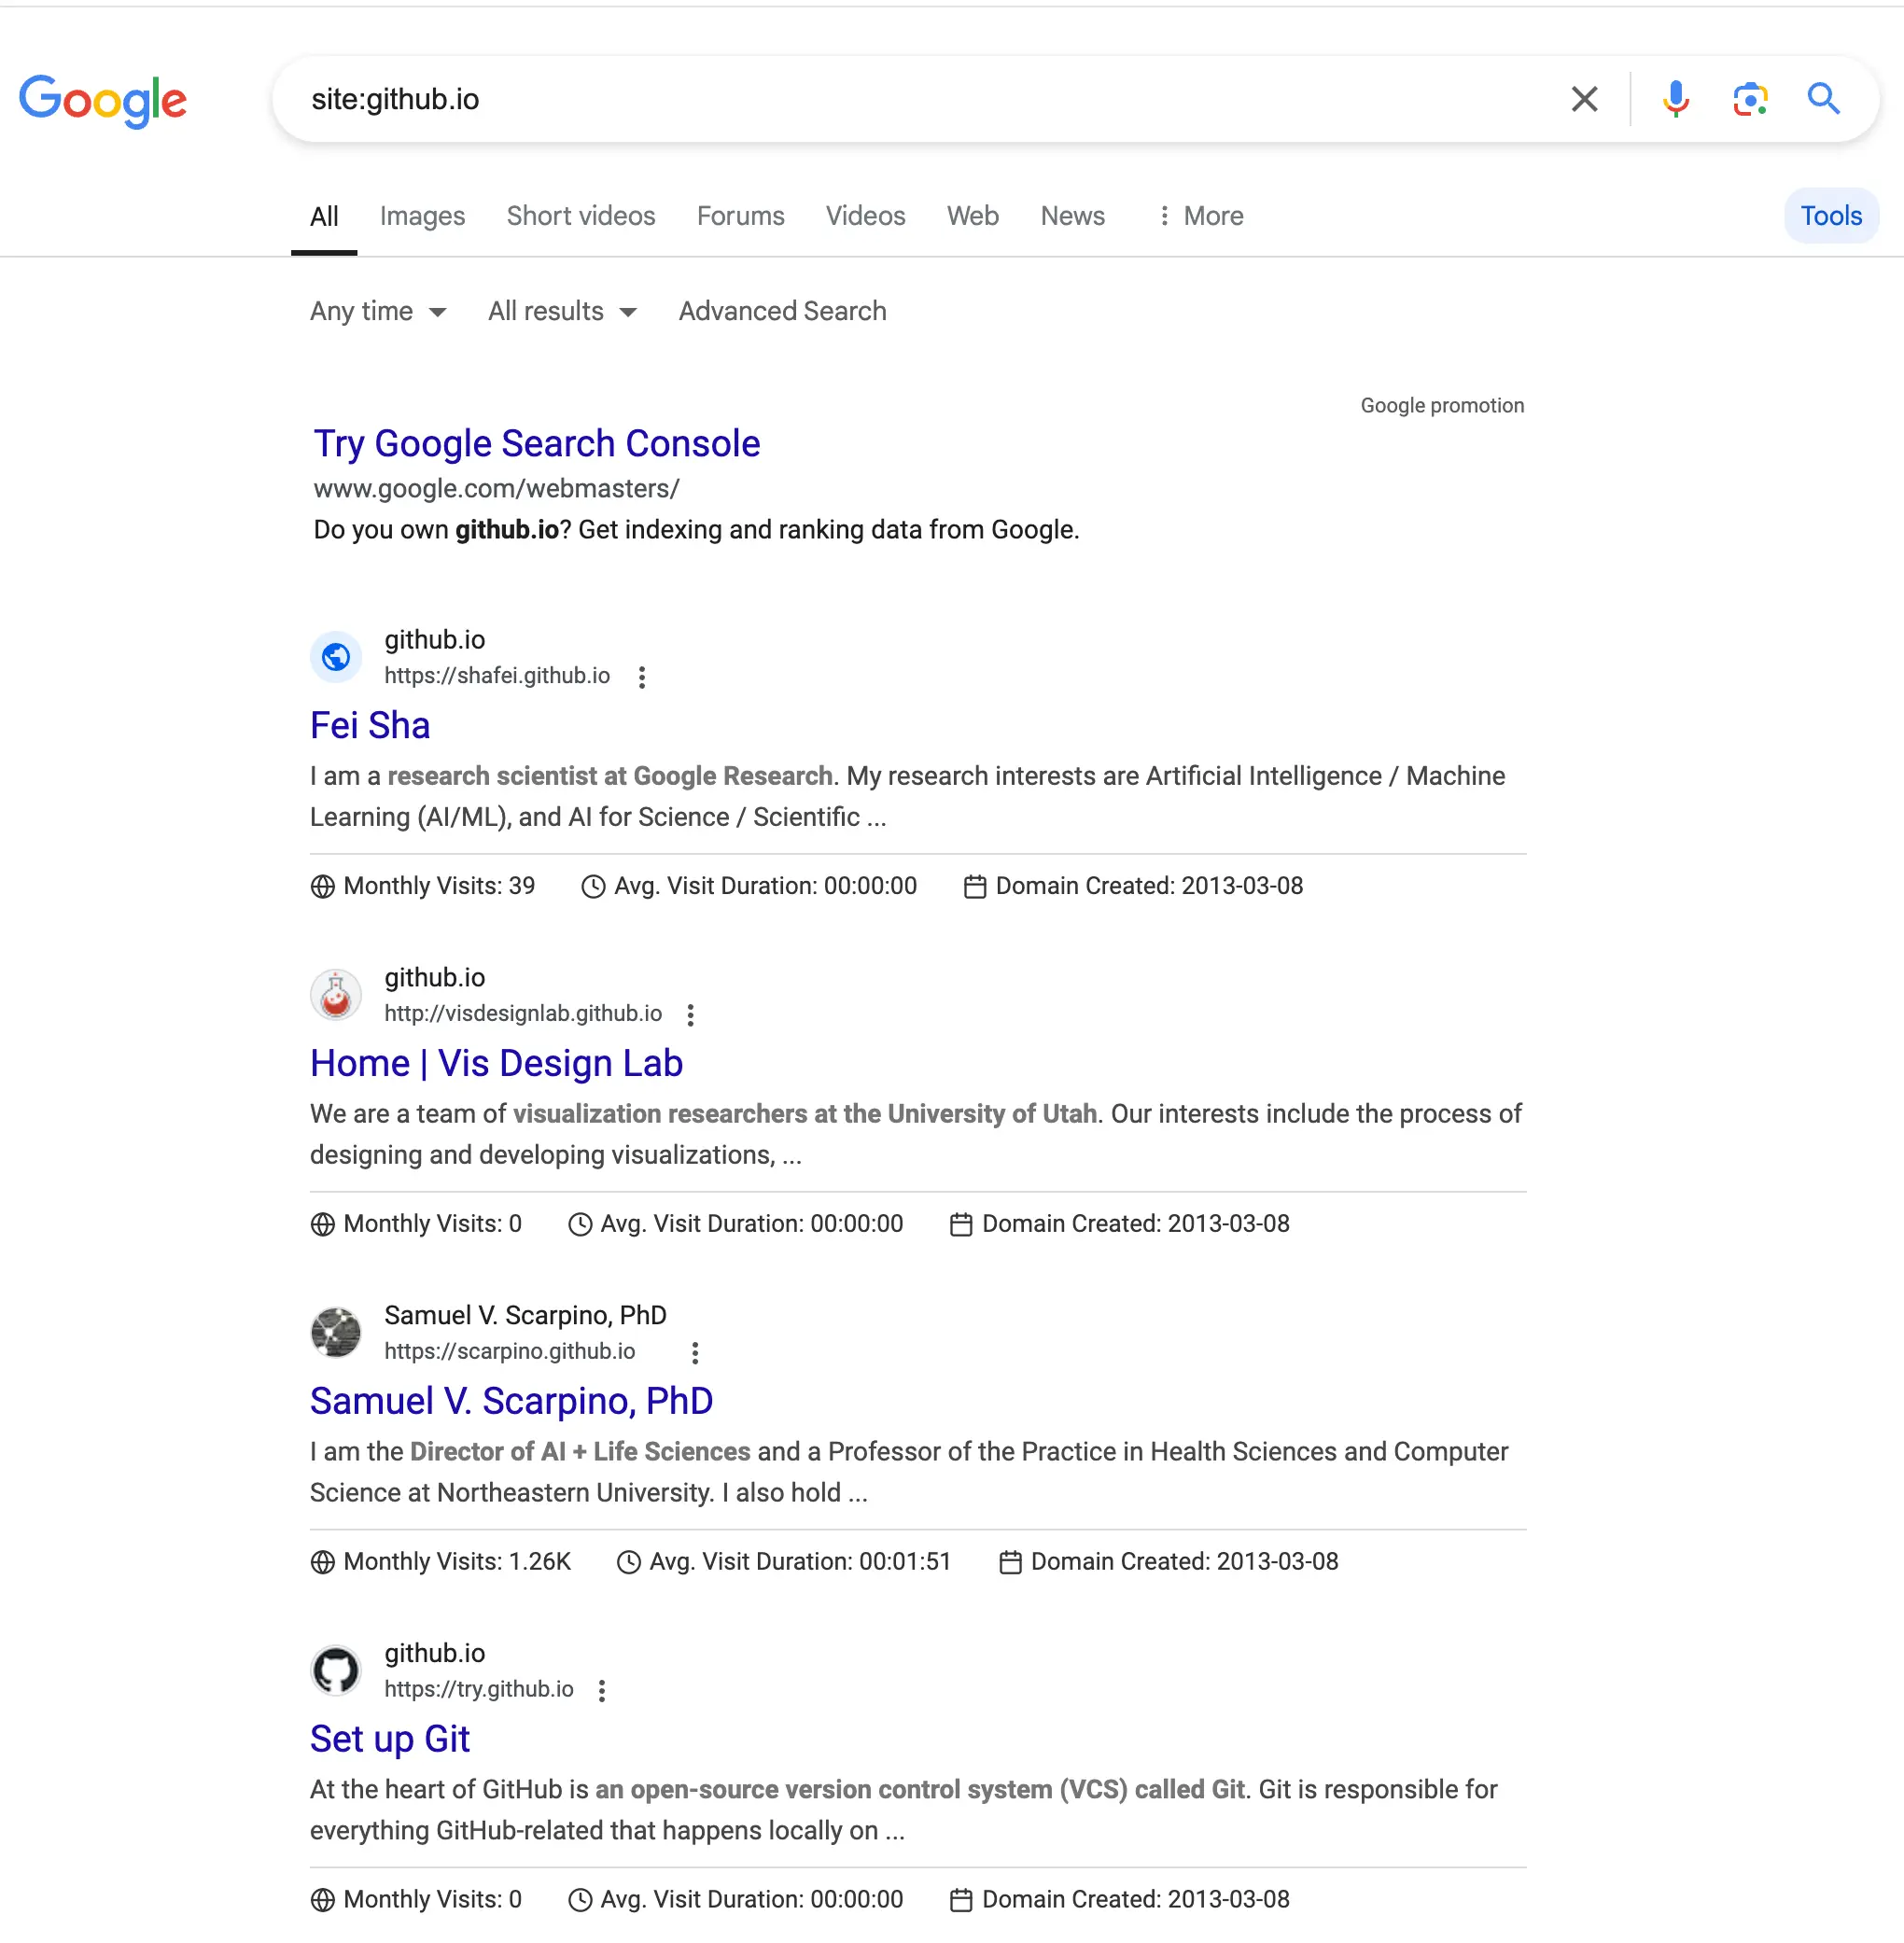 Google
site:github.io
All Images Short videos Forums Videos Web News More Tools
Any time All results Advanced Search
Google promotion
Try Google Search Console
www.google.com/webmasters/
Do you own github.io? Get indexing and ranking data from Google.
github.io
https://shafei.github.io
Fei Sha
I am a research scientist at Google Research. My research interests are Artificial Intelligence / Machine
Learning (AI/ML), and AI for Science / Scientific ...
Monthly Visits: 39 Avg. Visit Duration: 00:00:00 Domain Created: 2013-03-08
github.io
http://visdesignlab.github.io
Home | Vis Design Lab
We are a team of visualization researchers at the University of Utah. Our interests include the process of
designing and developing visualizations, ...
Monthly Visits: 0 Avg. Visit Duration: 00:00:00 Domain Created: 2013-03-08
Samuel V. Scarpino, PhD
https://scarpino.github.io
Samuel V. Scarpino, PhD
I am the Director of AI + Life Sciences and a Professor of the Practice in Health Sciences and Computer
Science at Northeastern University. I also hold ...
Monthly Visits: 1.26K Avg. Visit Duration: 00:01:51 Domain Created: 2013-03-08
github.io
https://try.github.io
Set up Git
At the heart of GitHub is an open-source version control system (VCS) called Git. Git is responsible for
everything GitHub-related that happens locally on ...
Monthly Visits: 0 Avg. Visit Duration: 00:00:00 Domain Created: 2013-03-08